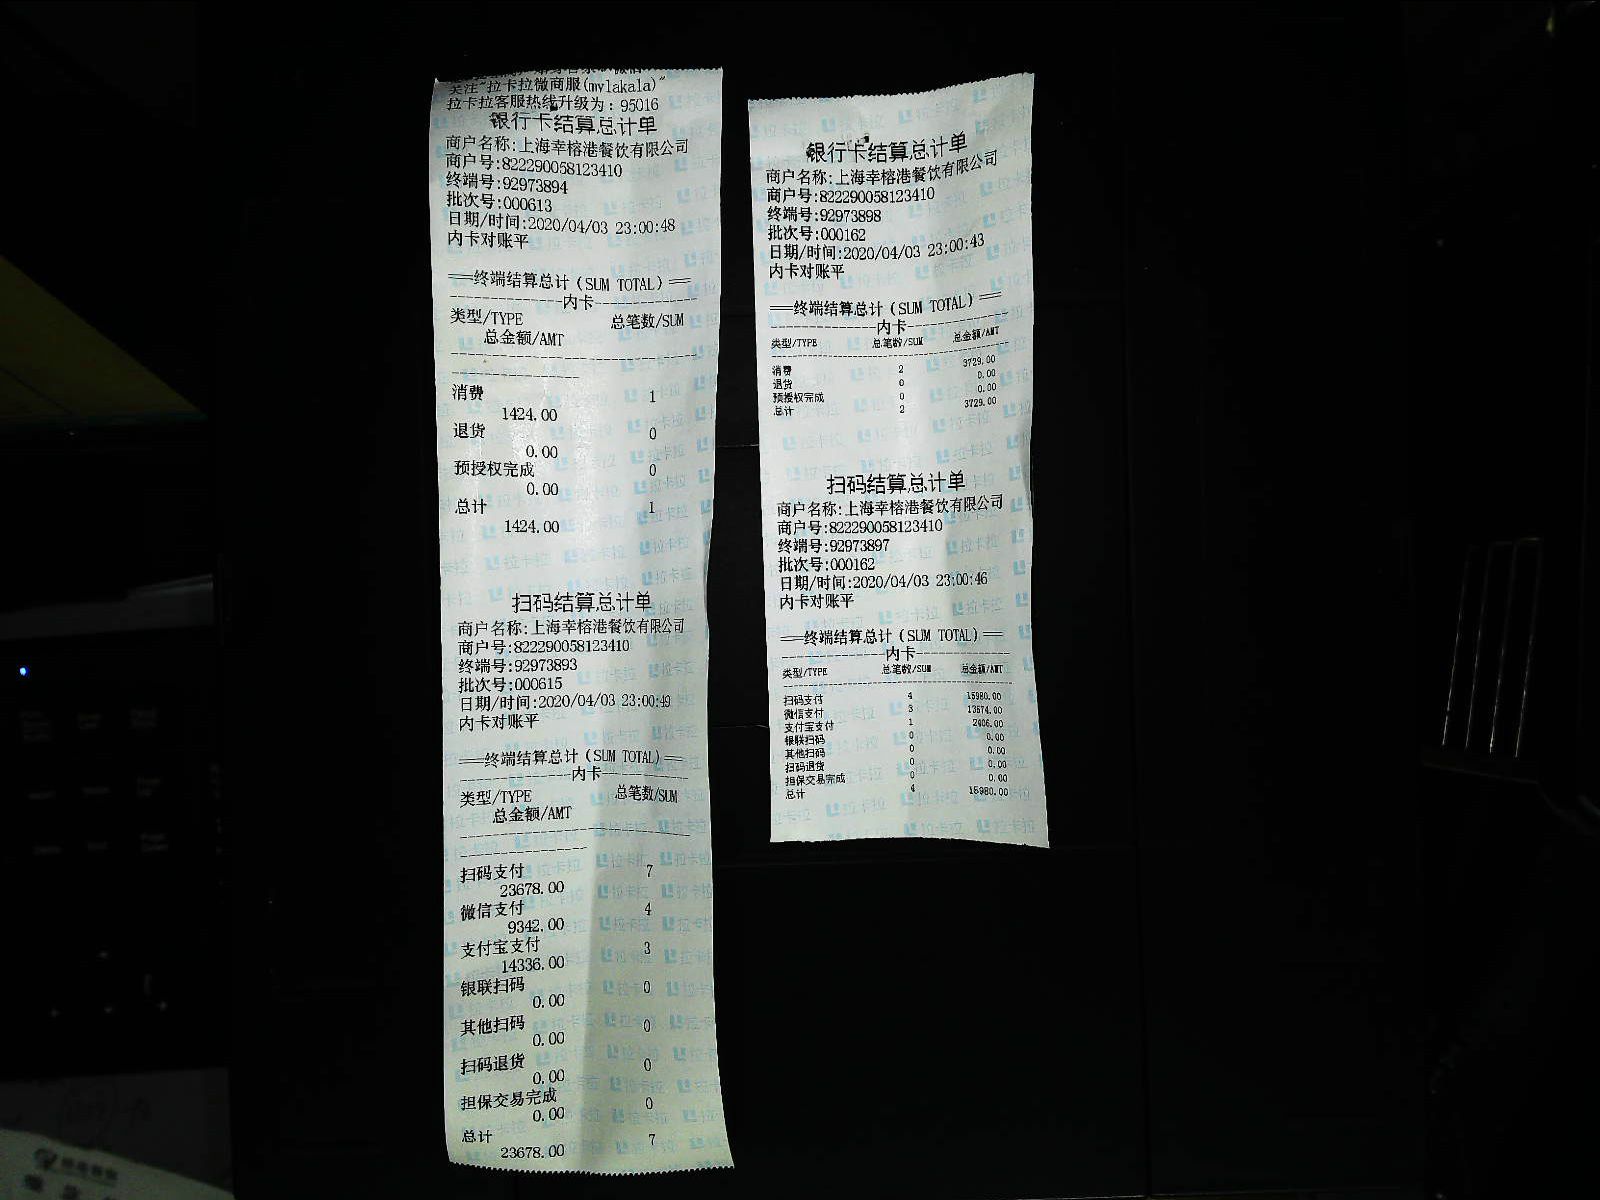 关注"拉卡拉微商服(mylakala)"
拉卡拉客服热线升级为: 95016
银行卡结算总计单
商户名称:上海幸榕港餐饮有限公司
商户号:822290058123410
终端号:92973894
批次号:000613
日期/时间:2020/04/03 23:00:48
内卡对账平
==终端结算总计(SUM TOTAL)==
内卡
类型/TYPE 总笔数/SUM
总金额/AMT
消费 1
1424.00
退货 0
0.00
预授权完成 0
0.00
总计 1
1424.00
扫码结算总计单
商户名称:上海幸榕港餐饮有限公司
商户号:822290058123410
终端号:92973893
批次号:000615
日期/时间:2020/04/03 23:00:49
内卡对账平
==终端结算总计(SUM TOTAL)==
内卡
类型/TYPE 总笔数/SUM
总金额/AMT
扫码支付 7
23678.00
微信支付 4
9342.00
支付宝支付 3
14336.00
银联扫码 0
0.00
其他扫码 0
0.00
扫码退货 0
0.00
担保交易完成 0
0.00
总计 7
23678.00
银行卡结算总计单
商户名称:上海幸榕港餐饮有限公司
商户号:822290058123410
终端号:92973898
批次号:000162
日期/时间:2020/04/03 23:00:43
内卡对账平
==终端结算总计(SUM TOTAL)==
内卡
类型/TYPE 总笔数/SUM 总金额/AMT
消费 2 3729.00
退货 0 0.00
预授权完成 0 0.00
总计 2 3729.00
扫码结算总计单
商户名称:上海幸榕港餐饮有限公司
商户号:822290058123410
终端号:92973897
批次号:000162
日期/时间:2020/04/03 23:00:46
内卡对账平
==终端结算总计(SUM TOTAL)==
内卡
类型/TYPE 总笔数/SUM 总金额/AMT
扫码支付 4 15980.00
微信支付 3 13574.00
支付宝支付 1 2406.00
银联扫码 0 0.00
其他扫码 0 0.00
扫码退货 0 0.00
担保交易完成 0 0.00
总计 4 15980.00